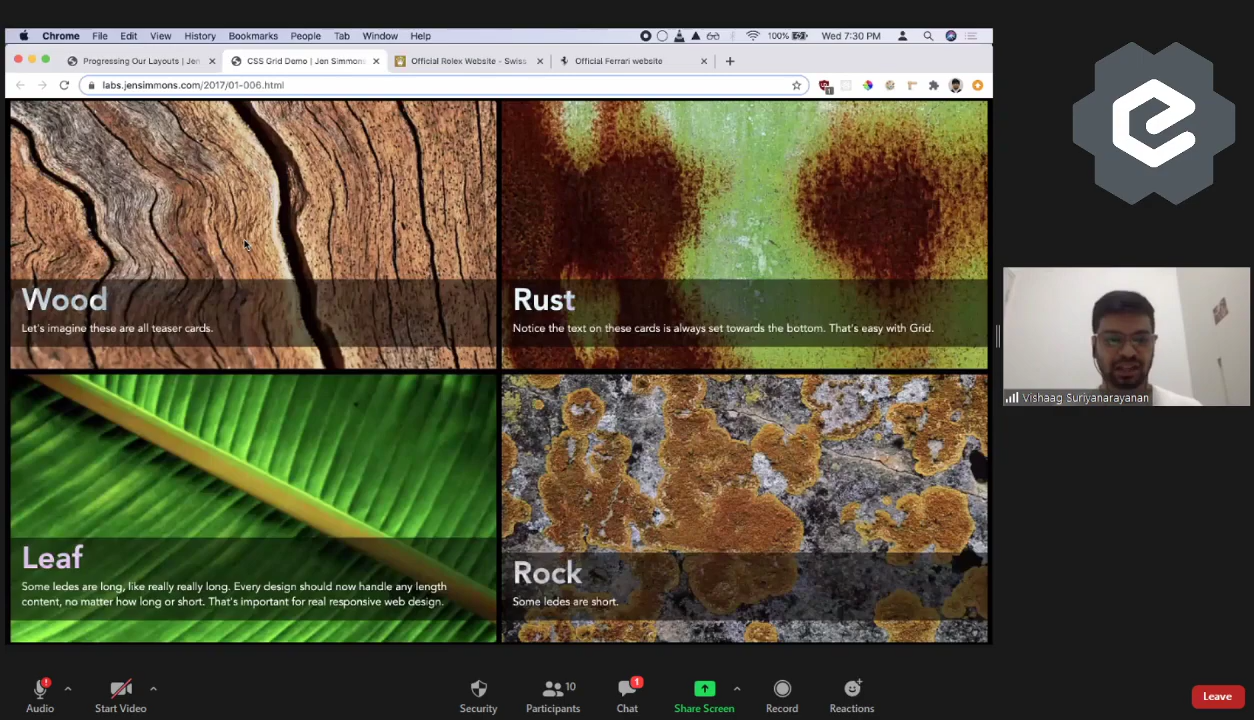 Chrome File Edit View History Bookmarks People Tab Window Help 100% Wed 7:30 PM
Progressing Our Layouts | Jen
CSS Grid Demo | Jen Simmons
Official Rolex Website - Swiss
Official Ferrari website
labs.jensimmons.com/2017/01-006.html
Wood
Let's imagine these are all teaser cards.
Rust
Notice the text on these cards is always set towards the bottom. That's easy with Grid.
Leaf
Some ledes are long, like really really long. Every design should now handle any length
content, no matter how long or short. That's important for real responsive web design.
Rock
Some ledes are short.
Vishaag Suriyanarayanan
Audio
Start Video
Security
10
Participants
1
Chat
Share Screen
Record
Reactions
Leave